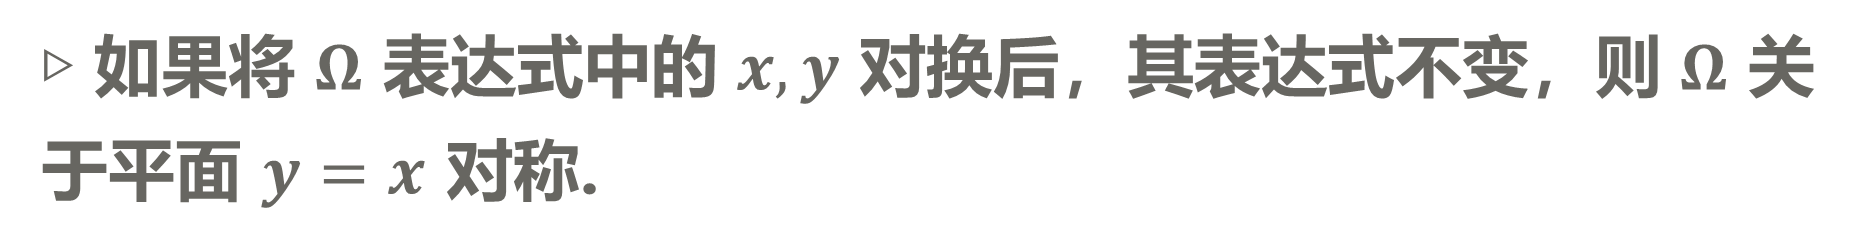 ▷ 如果将 Ω 表达式中的 x, y 对换后，其表达式不变，则 Ω 关
于平面 y = x 对称.